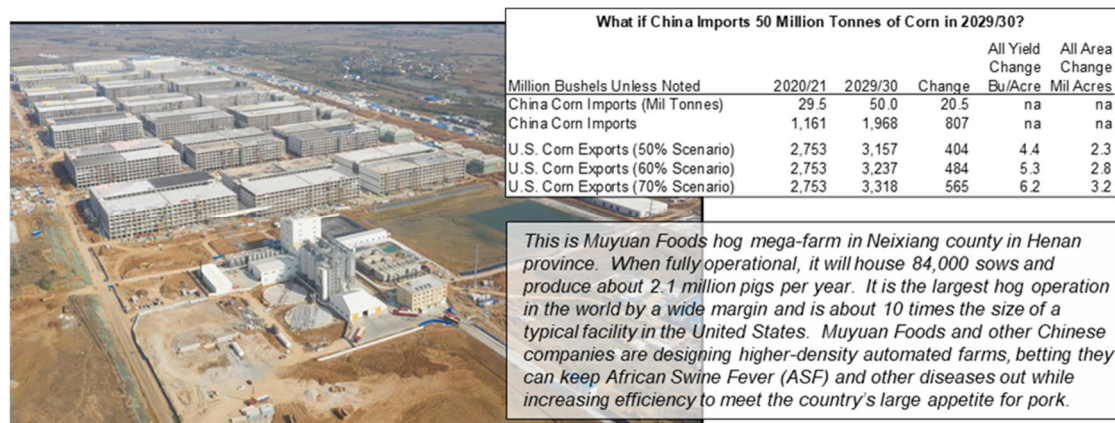 What if China Imports 50 Million Tonnes of Corn in 2029/30?
All Yield All Area
Change Change
Million Bushels Unless Noted 2020/21 2029/30 Change Bu/Acre Mil Acres
China Corn Imports (Mil Tonnes) 29.5 50.0 20.5 na na
China Corn Imports 1,161 1,968 807 na na
U.S. Corn Exports (50% Scenario) 2,753 3,157 404 4.4 2.3
U.S. Corn Exports (60% Scenario) 2,753 3,237 484 5.3 2.8
U.S. Corn Exports (70% Scenario) 2,753 3,318 565 6.2 3.2
This is Muyuan Foods hog mega-farm in Neixiang county in Henan
province. When fully operational, it will house 84,000 sows and
produce about 2.1 million pigs per year. It is the largest hog operation
in the world by a wide margin and is about 10 times the size of a
typical facility in the United States. Muyuan Foods and other Chinese
companies are designing higher-density automated farms, betting they
can keep African Swine Fever (ASF) and other diseases out while
increasing efficiency to meet the country's large appetite for pork.